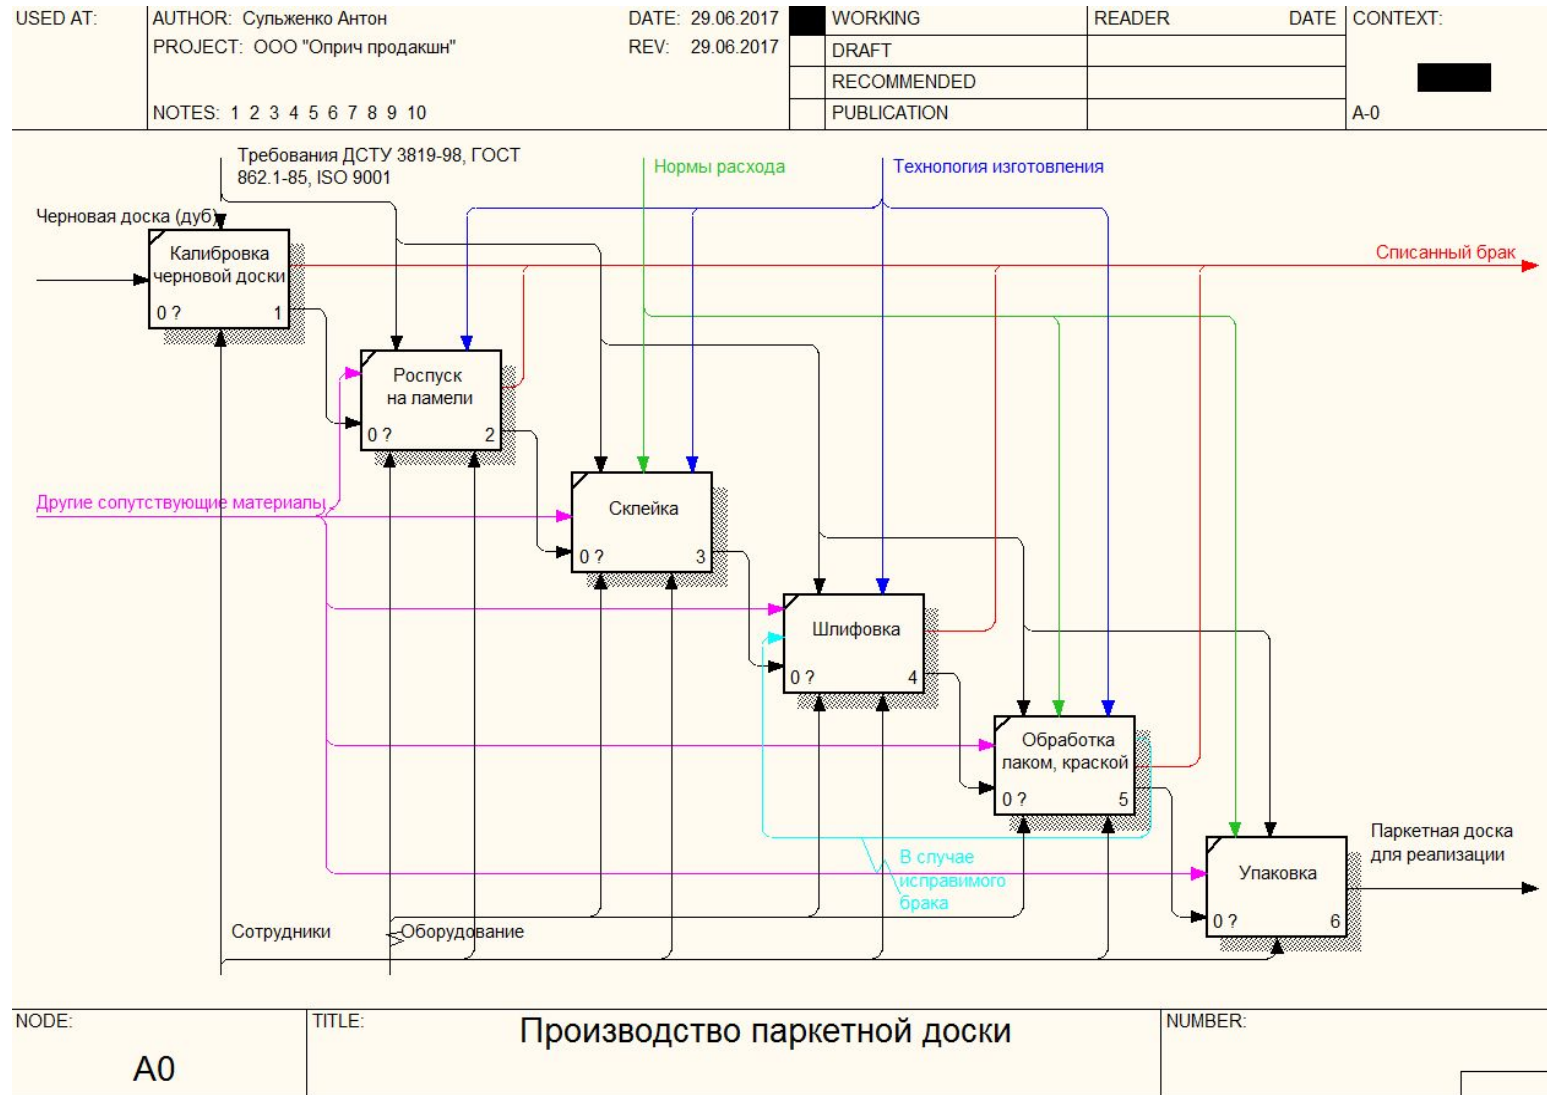 USED AT:
AUTHOR: Сульженко Антон
DATE: 29.06.2017
WORKING
READER
DATE
CONTEXT:
PROJECT: ООО "Оприч продакшн"
REV: 29.06.2017
DRAFT
RECOMMENDED
NOTES: 1 2 3 4 5 6 7 8 9 10
PUBLICATION
A-0
Требования ДСТУ 3819-98, ГОСТ
862.1-85, ISO 9001
Нормы расхода
Технология изготовления
Черновая доска (дуб)
Калибровка
черновой доски
0 ?
1
Списанный брак
Роспуск
на ламели
0 ?
2
Другие сопутствующие материалы
Склейка
0 ?
3
Шлифовка
0 ?
4
Обработка
лаком, краской
0 ?
5
В случае
исправимого
брака
Паркетная доска
для реализации
Упаковка
0 ?
6
Сотрудники
Оборудование
NODE:
A0
TITLE:
Производство паркетной доски
NUMBER: